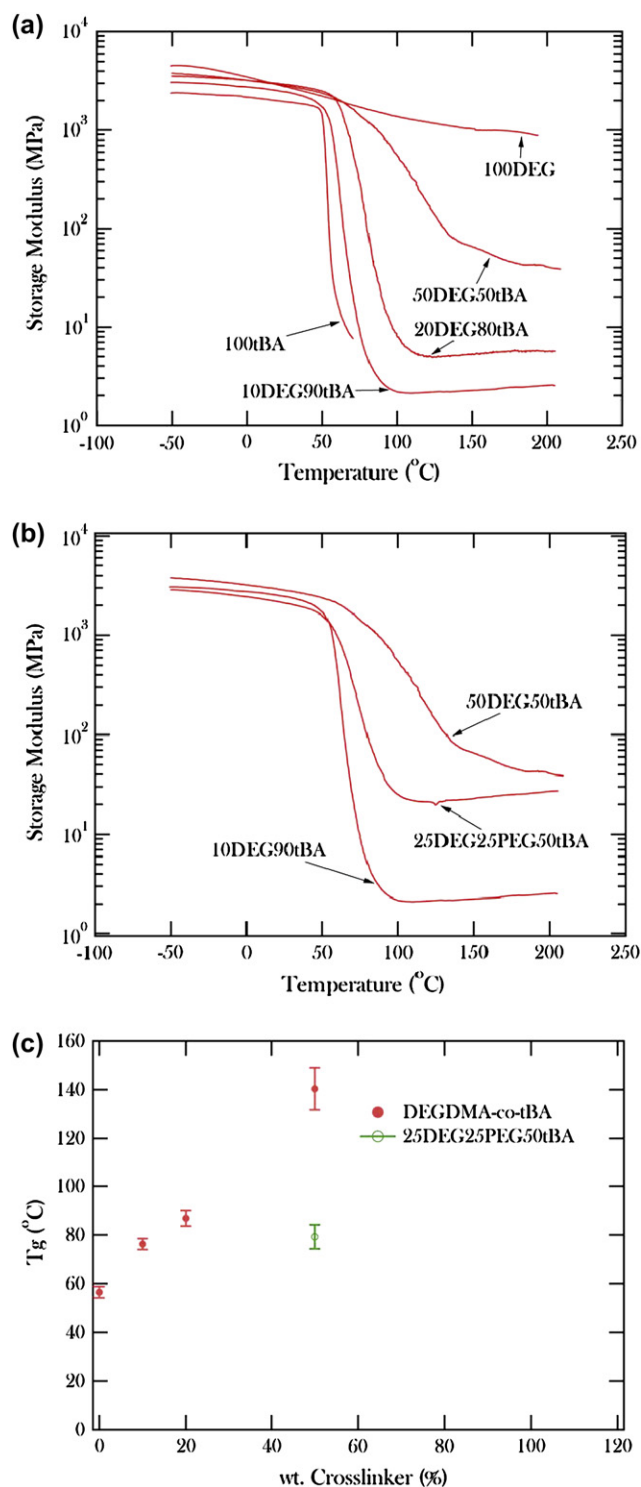 (a)
10⁴
10³
10²
10¹
10⁰
Storage Modulus (MPa)
100DEG
50DEG50tBA
20DEG80tBA
100tBA
10DEG90tBA
-100 -50 0 50 100 150 200 250
Temperature (°C)
(b)
10⁴
10³
10²
10¹
10⁰
Storage Modulus (MPa)
50DEG50tBA
25DEG25PEG50tBA
10DEG90tBA
-100 -50 0 50 100 150 200 250
Temperature (°C)
(c)
160
140
120
100
80
60
40
20
0
Tg (°C)
DEGDMA-co-tBA
25DEG25PEG50tBA
0 20 40 60 80 100 120
wt. Crosslinker (%)